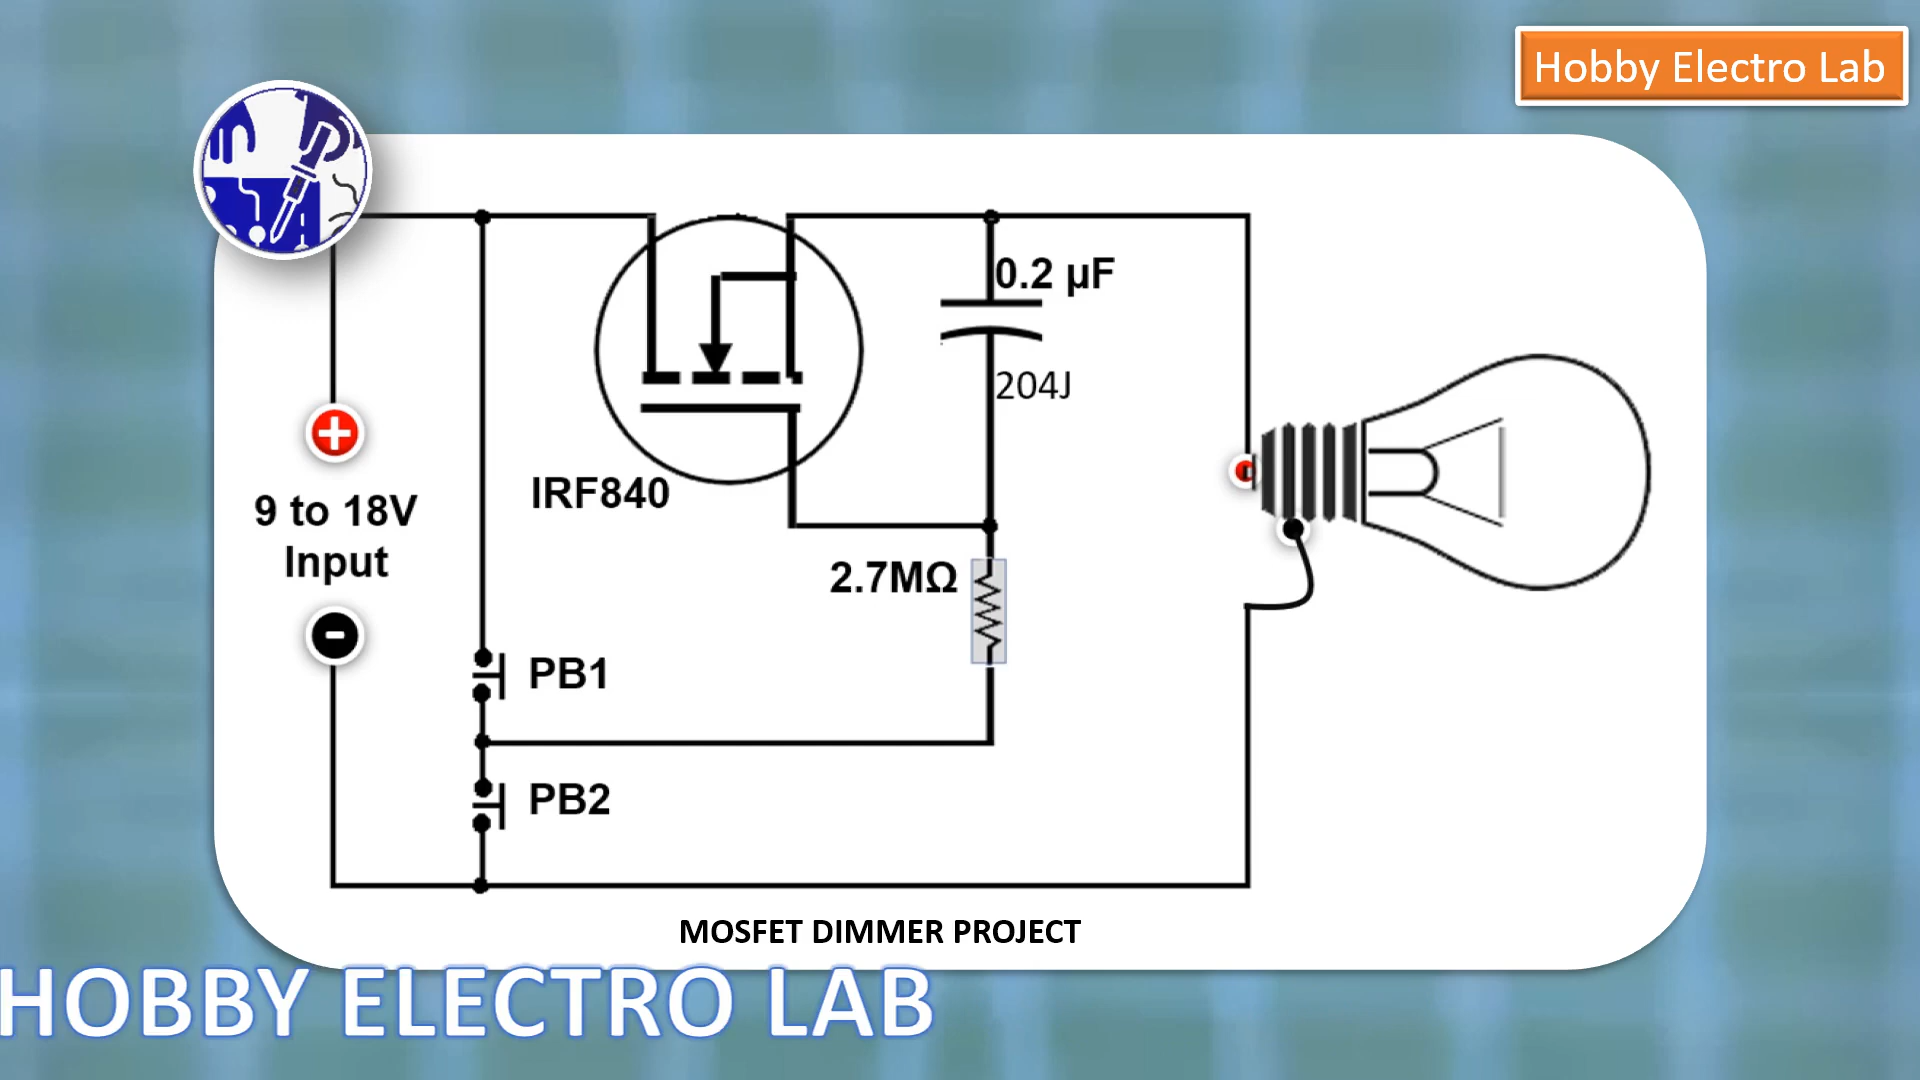 Hobby Electro Lab
0.2 µF
204J
IRF840
9 to 18V
Input
2.7MΩ
PB1
PB2
MOSFET DIMMER PROJECT
HOBBY ELECTRO LAB